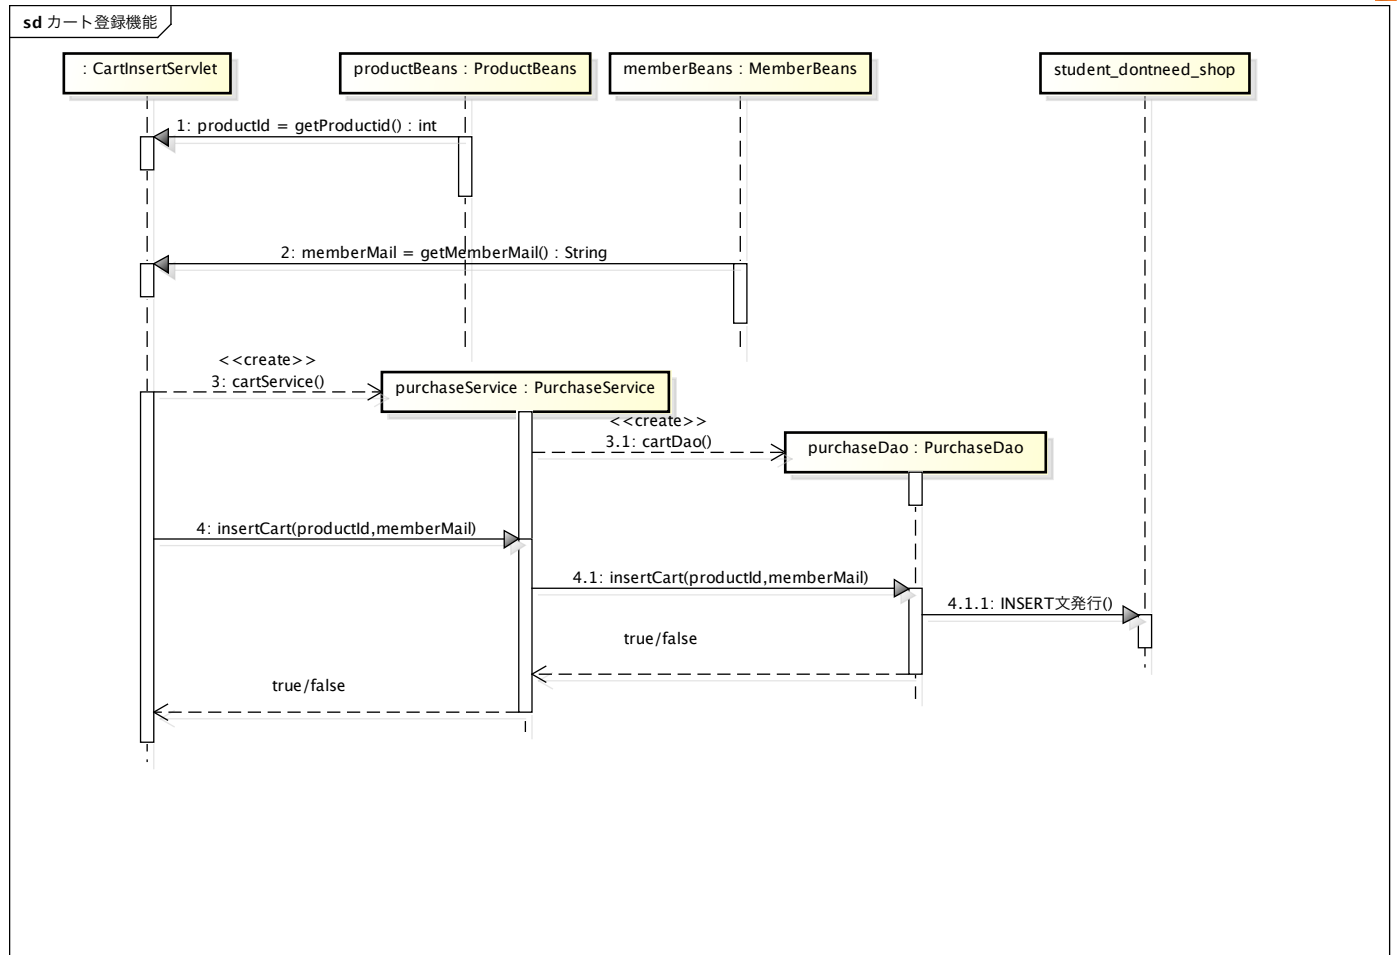 sd カート登録機能
: CartInsertServlet
productBeans : ProductBeans
memberBeans : MemberBeans
student_dontneed_shop
1: productId = getProductid() : int
2: memberMail = getMemberMail() : String
<<create>>
3: cartService()
purchaseService : PurchaseService
<<create>>
3.1: cartDao()
purchaseDao : PurchaseDao
4: insertCart(productId,memberMail)
4.1: insertCart(productId,memberMail)
4.1.1: INSERT文発行()
true/false
true/false